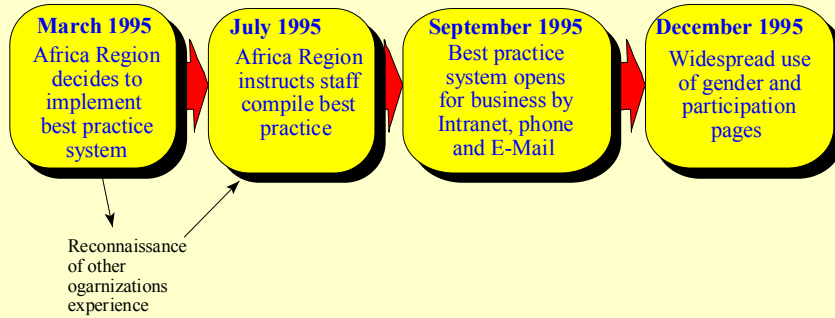 March 1995
Africa Region
decides to
implement
best practice
system
July 1995
Africa Region
instructs staff
compile best
practice
September 1995
Best practice
system opens
for business by
Intranet, phone
and E-Mail
December 1995
Widespread use
of gender and
participation
pages
Reconnaissance
of other
ogarnizations
experience